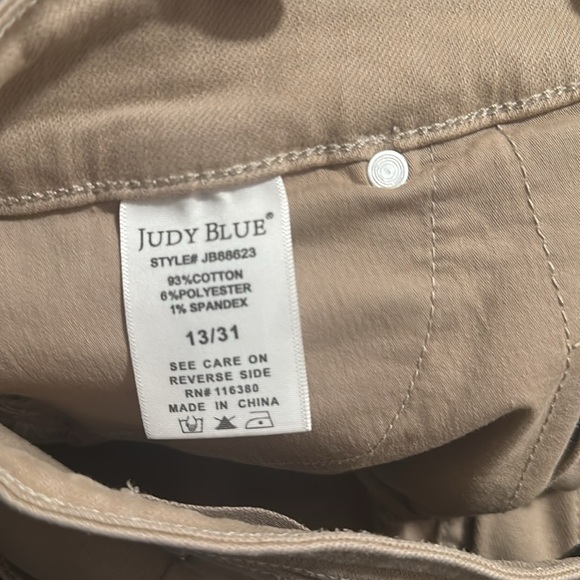 JUDY BLUE®
STYLE# JB88623
93%COTTON
6%POLYESTER
1% SPANDEX
13/31
SEE CARE ON
REVERSE SIDE
RN# 116380
MADE IN CHINA